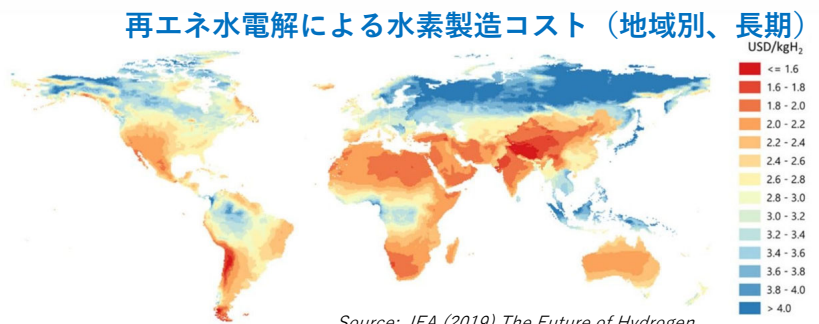 再エネ水電解による水素製造コスト（地域別、長期）
USD/kgH₂
<= 1.6
1.6 - 1.8
1.8 - 2.0
2.0 - 2.2
2.2 - 2.4
2.4 - 2.6
2.6 - 2.8
2.8 - 3.0
3.0 - 3.2
3.2 - 3.4
3.4 - 3.6
3.6 - 3.8
3.8 - 4.0
> 4.0
Source: IEA (2019) The Future of Hydrogen